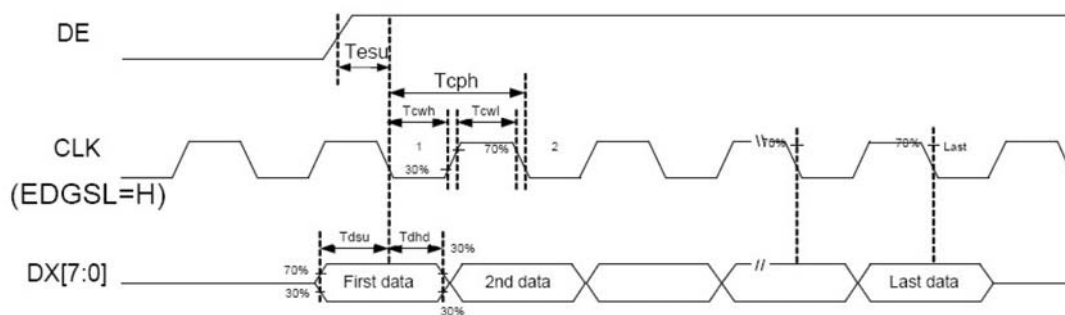 DE
Tesu
Tcph
Tcwh
Tcwl
CLK
(EDGSL=H)
1
30%
70%
2
\\
70%
70%
Last
Tdsu
Tdhd
30%
DX[7:0]
70%
30%
First data
2nd data
//
Last data
30%